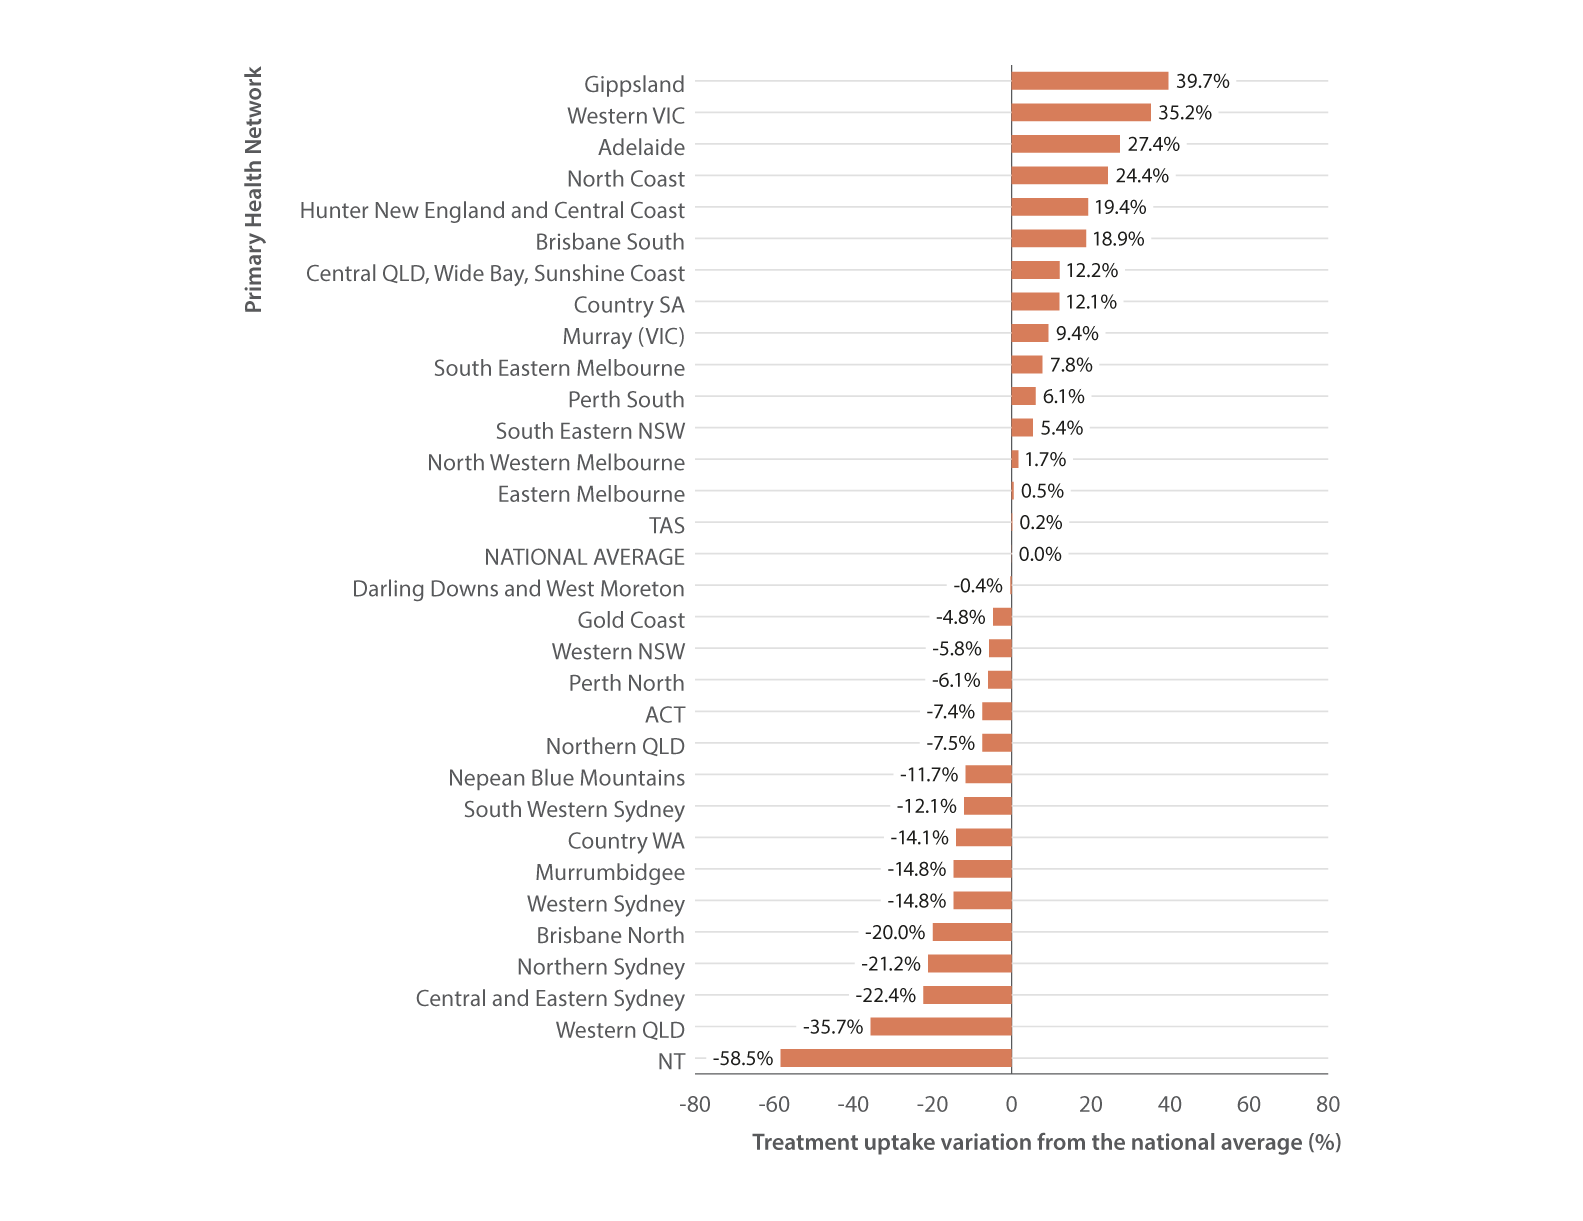 Primary Health Network
Gippsland 39.7%
Western VIC 35.2%
Adelaide 27.4%
North Coast 24.4%
Hunter New England and Central Coast 19.4%
Brisbane South 18.9%
Central QLD, Wide Bay, Sunshine Coast 12.2%
Country SA 12.1%
Murray (VIC) 9.4%
South Eastern Melbourne 7.8%
Perth South 6.1%
South Eastern NSW 5.4%
North Western Melbourne 1.7%
Eastern Melbourne 0.5%
TAS 0.2%
NATIONAL AVERAGE 0.0%
Darling Downs and West Moreton -0.4%
Gold Coast -4.8%
Western NSW -5.8%
Perth North -6.1%
ACT -7.4%
Northern QLD -7.5%
Nepean Blue Mountains -11.7%
South Western Sydney -12.1%
Country WA -14.1%
Murrumbidgee -14.8%
Western Sydney -14.8%
Brisbane North -20.0%
Northern Sydney -21.2%
Central and Eastern Sydney -22.4%
Western QLD -35.7%
NT -58.5%
-80 -60 -40 -20 0 20 40 60 80
Treatment uptake variation from the national average (%)